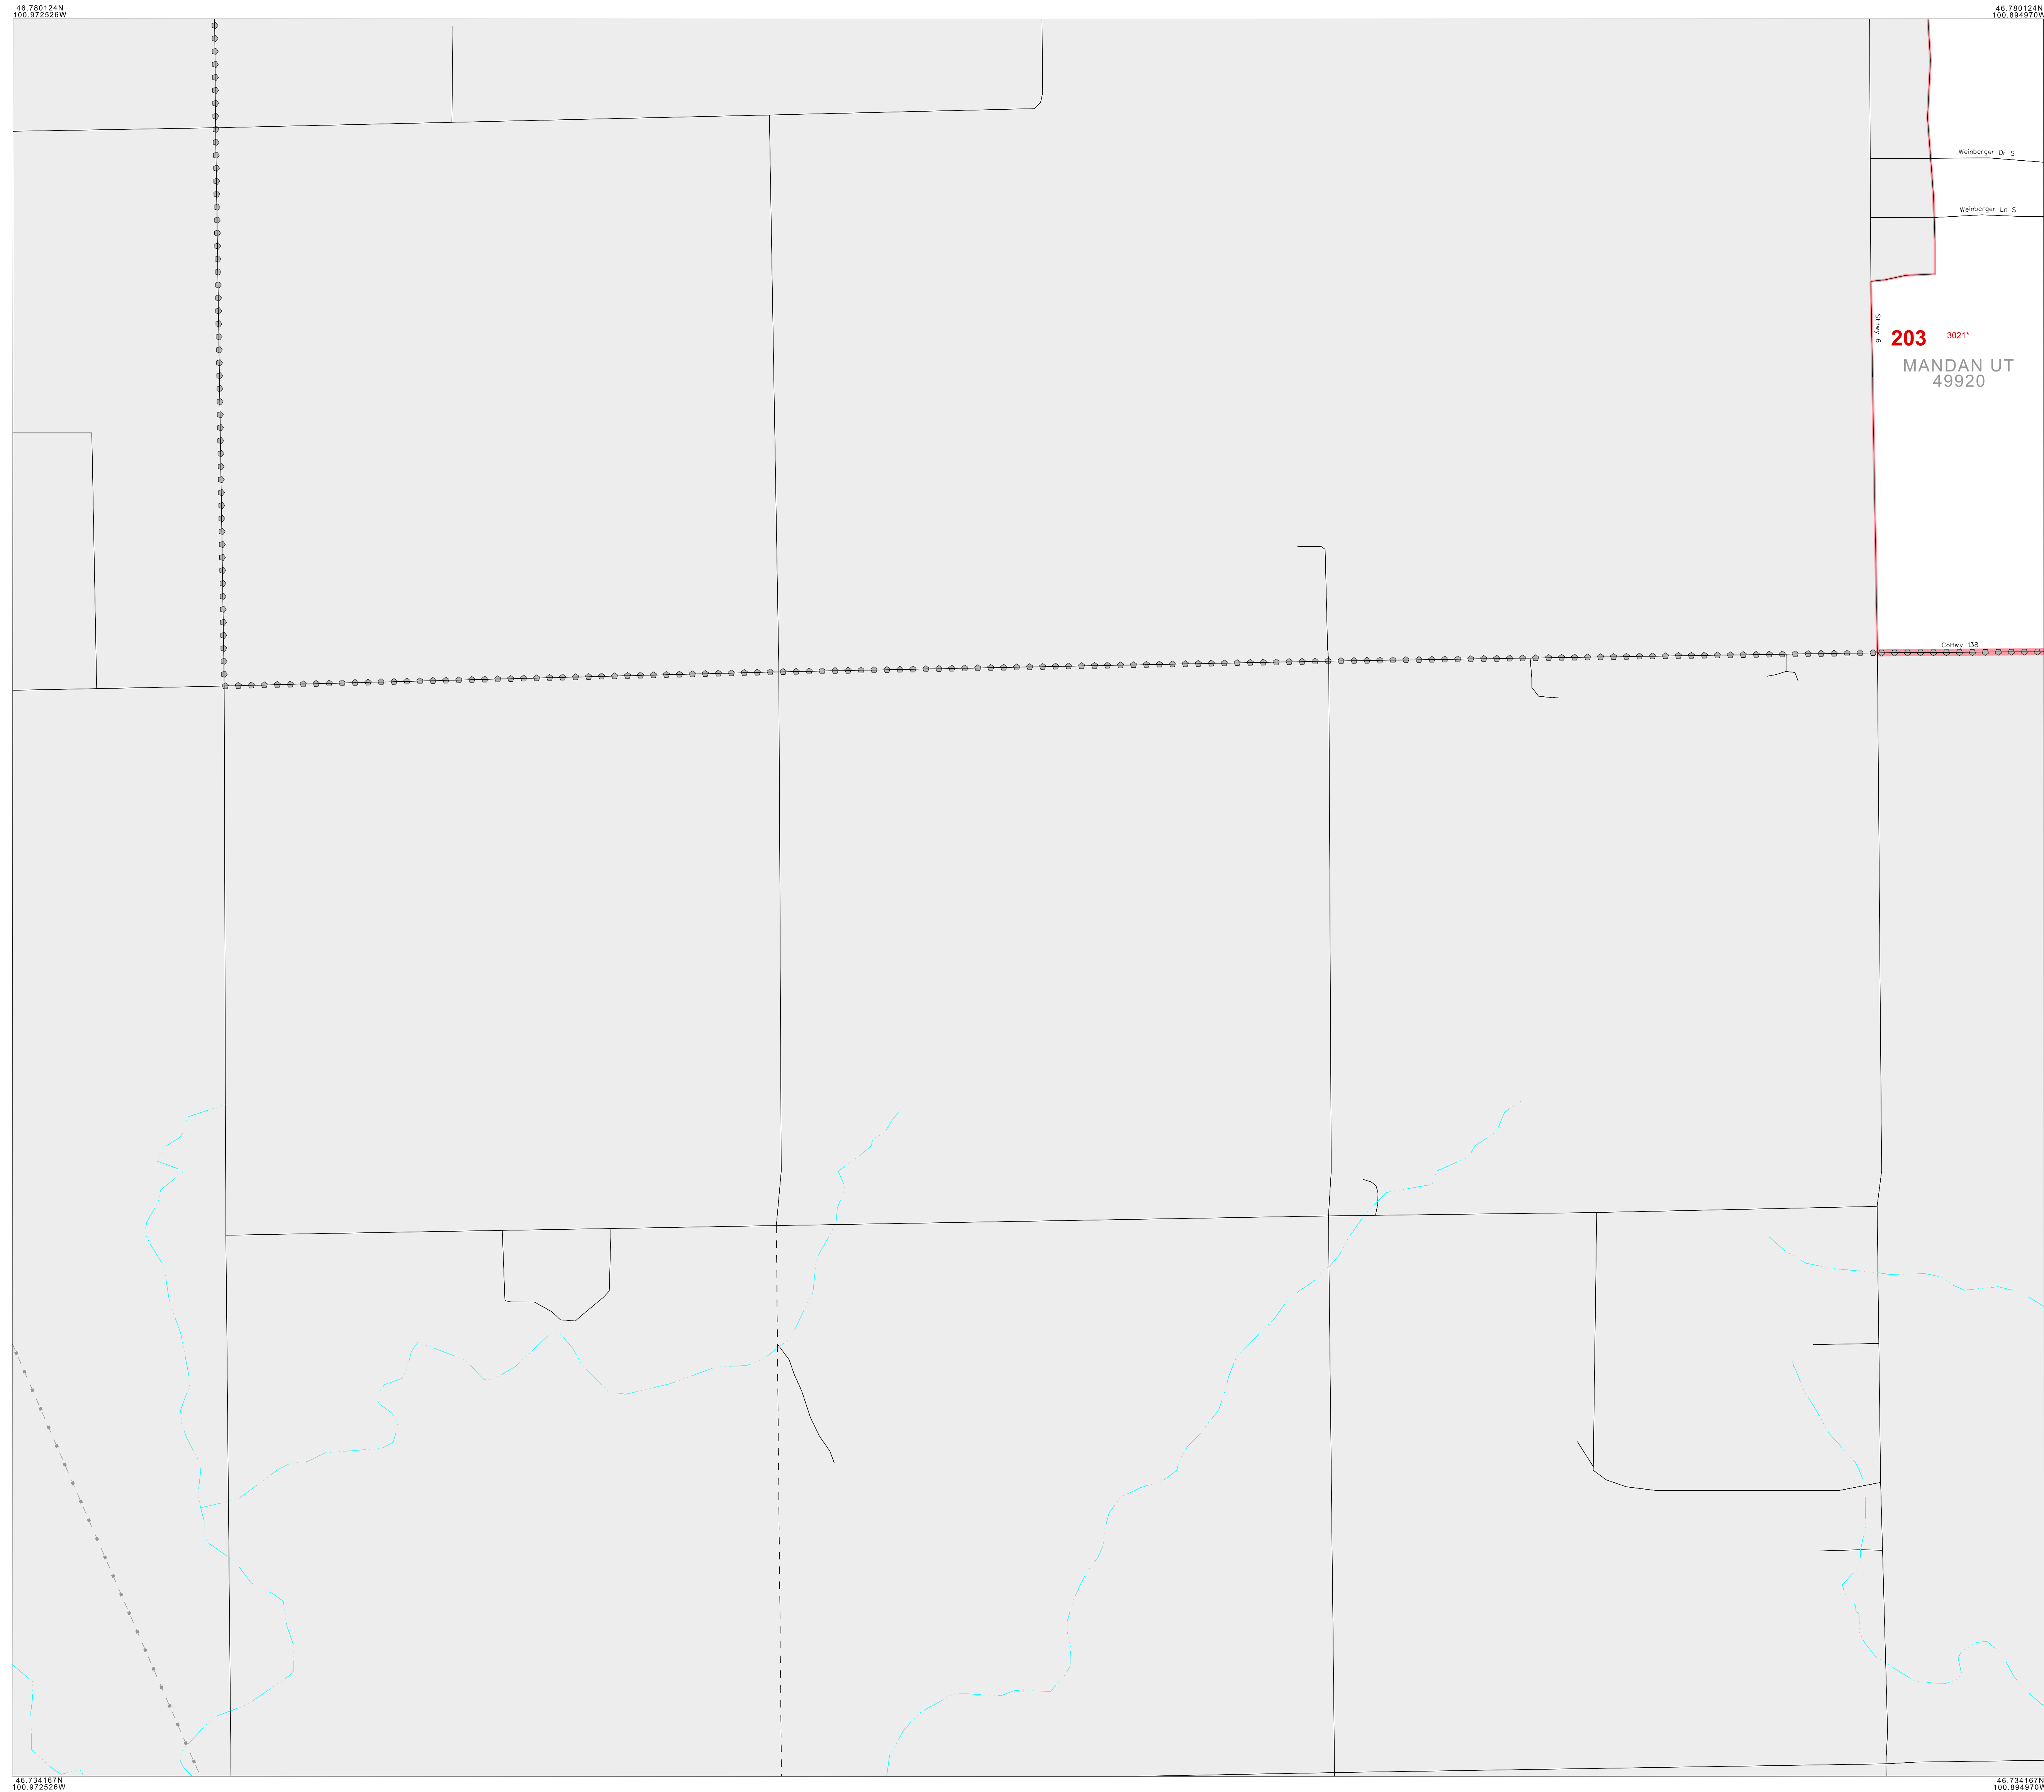 46.780124N
100.972526W
46.780124N
100.894970W
Weinberger Dr S
Weinberger Ln S
StHwy 6
203
3021*
MANDAN UT
49920
CoHwy 138
46.734167N
100.972526W
46.734167N
100.894970W